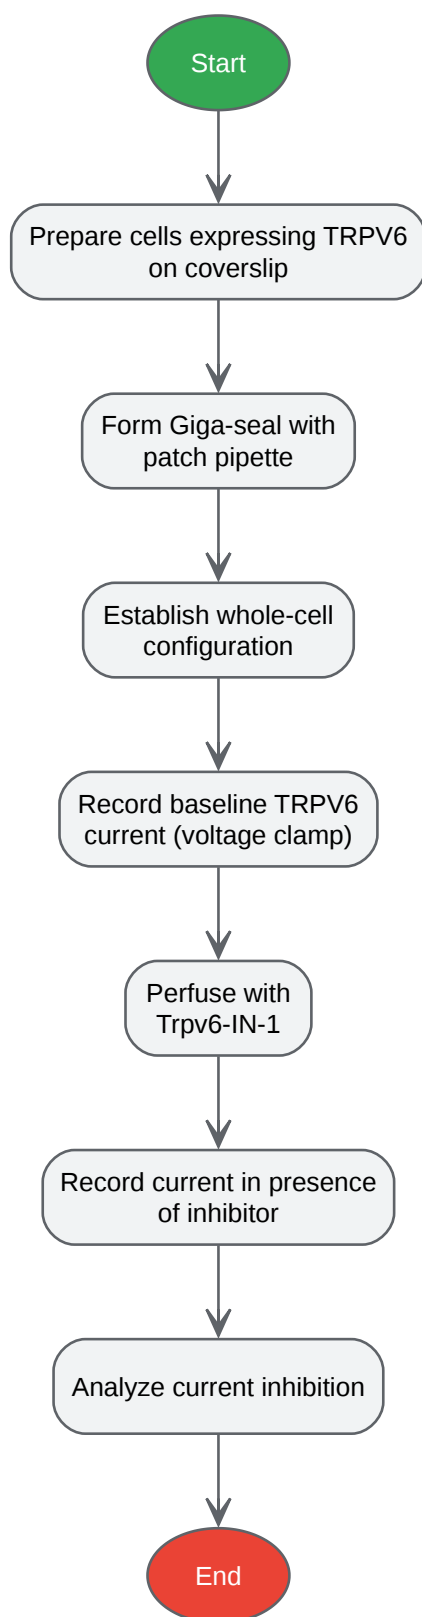 Start
Prepare cells expressing TRPV6
on coverslip
Form Giga-seal with
patch pipette
Establish whole-cell
configuration
Record baseline TRPV6
current (voltage clamp)
Perfuse with
Trpv6-IN-1
Record current in presence
of inhibitor
Analyze current inhibition
End